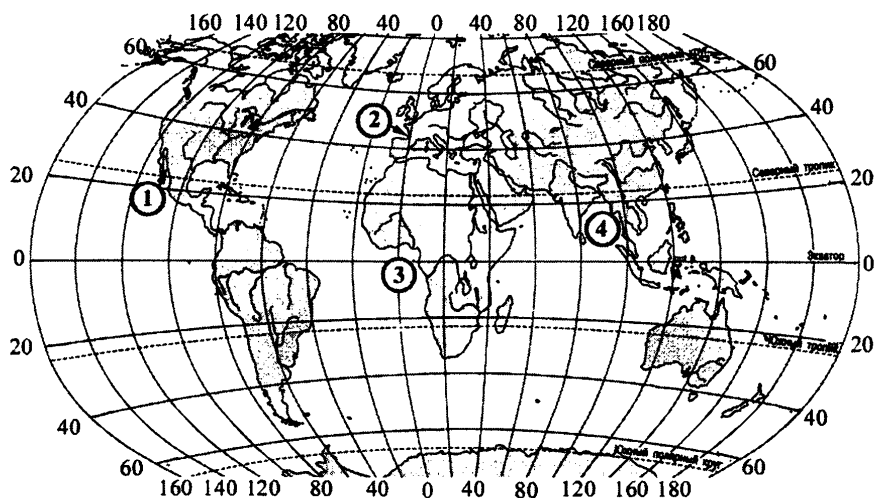 160 140 120 80 40 0 40 80 120 160 180
60 Северный полярный круг 60
40 40
2
Северный тропик
20 20
1
4
0 Экватор 0
3
20 Южный тропик 20
40 40
60 Южный полярный круг 60
160 140 120 80 40 0 40 80 120 160 180